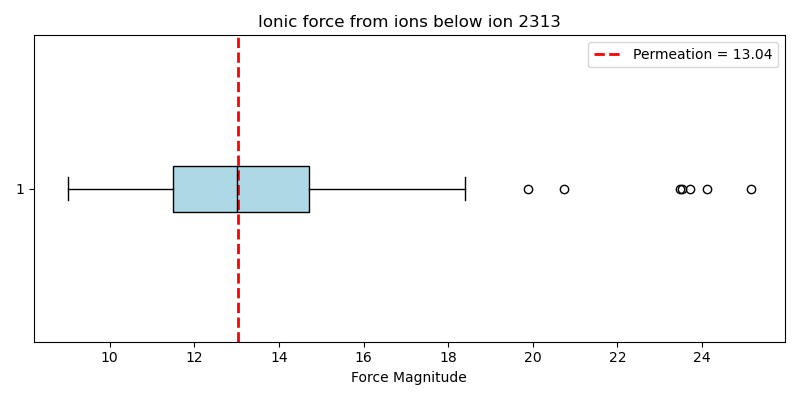 Ionic force from ions below ion 2313
Permeation = 13.04
1
10 12 14 16 18 20 22 24
Force Magnitude